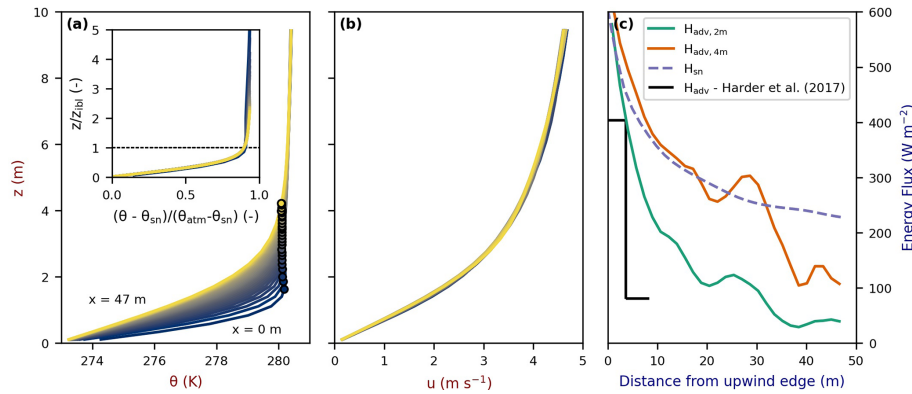 (a)
10
8
6
4
2
0
z (m)
274
276
278
280
θ (K)
x = 47 m
x = 0 m
5
4
3
2
1
0
z/z_ibl (-)
0.0
0.5
1.0
(θ - θ_sn)/(θ_atm-θ_sn) (-)
(b)
0
1
2
3
4
5
u (m s⁻¹)
(c)
H_adv, 2m
H_adv, 4m
H_sn
H_adv - Harder et al. (2017)
600
500
400
300
200
100
0
Energy Flux (W m⁻²)
0
10
20
30
40
50
Distance from upwind edge (m)